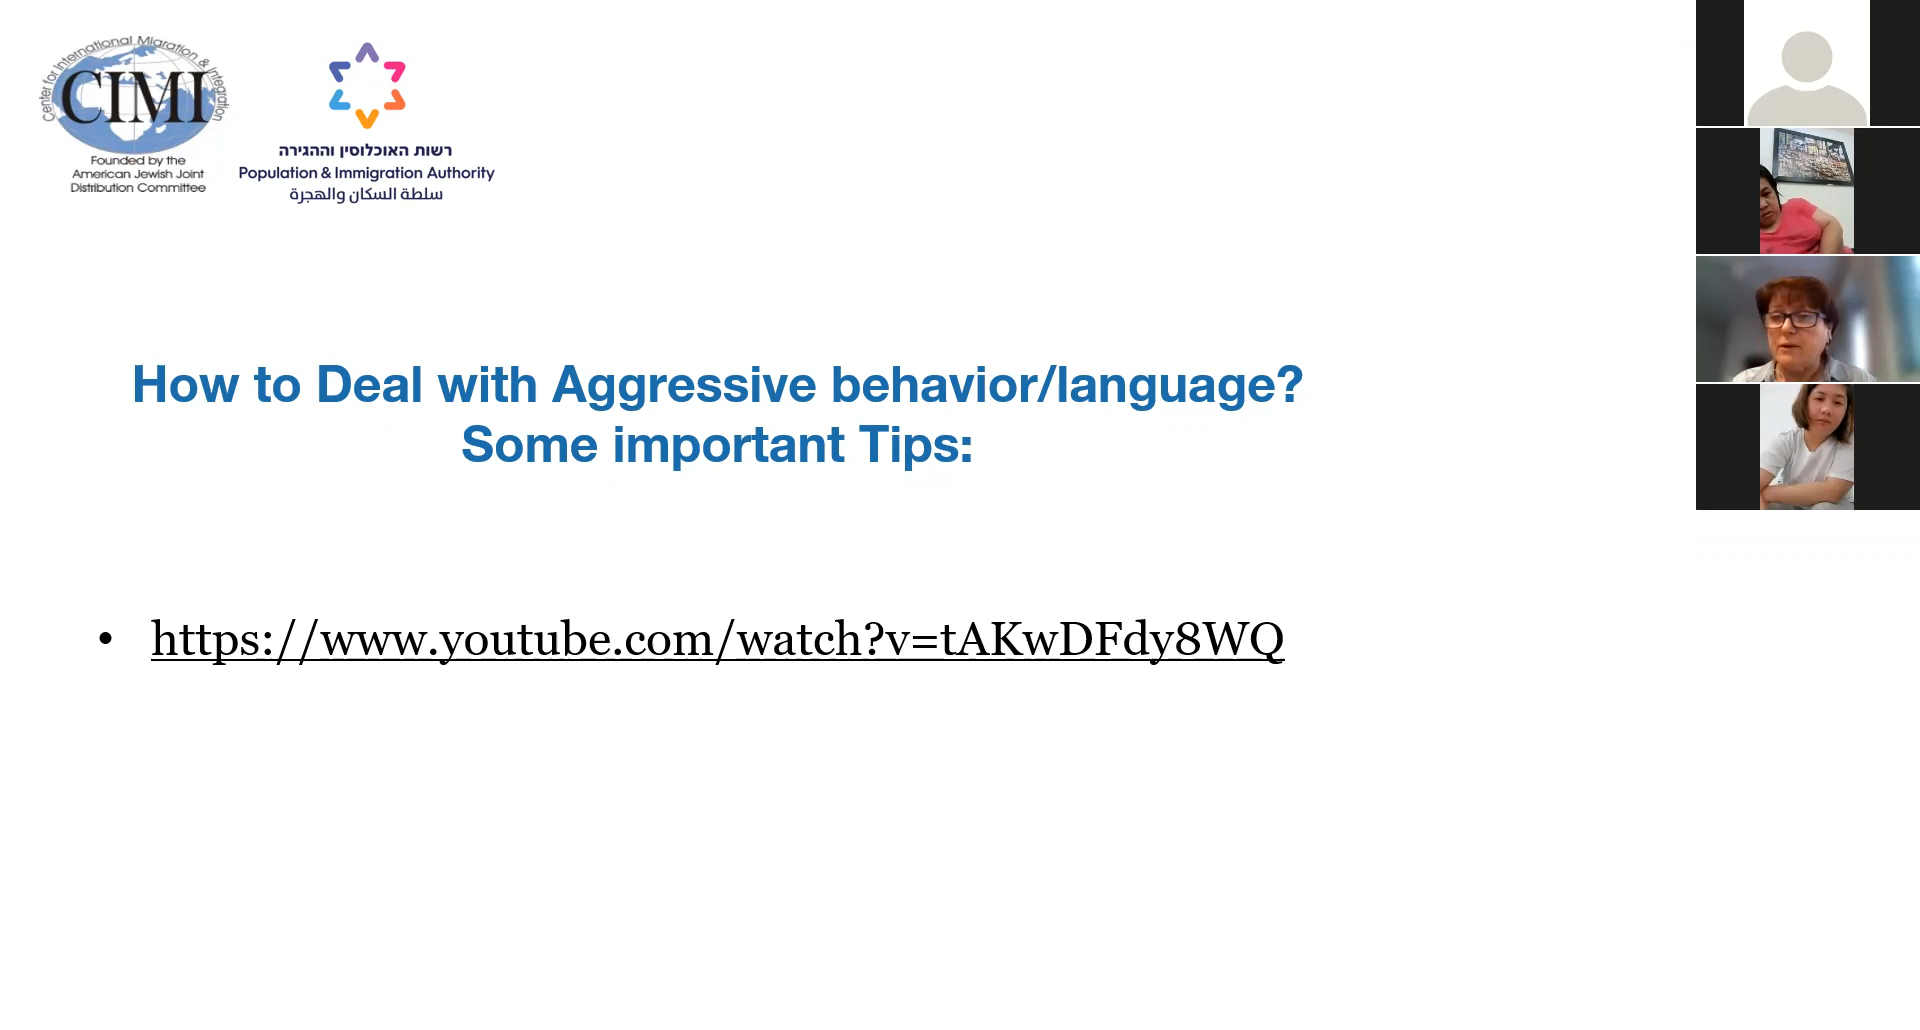 Center for International Migration & Integration
CIMI
Founded by the
American Jewish Joint
Distribution Committee
רשות האוכלוסין וההגירה
Population & Immigration Authority
سلطة السكان والهجرة
How to Deal with Aggressive behavior/language?
Some important Tips:
• https://www.youtube.com/watch?v=tAKwDFdy8WQ